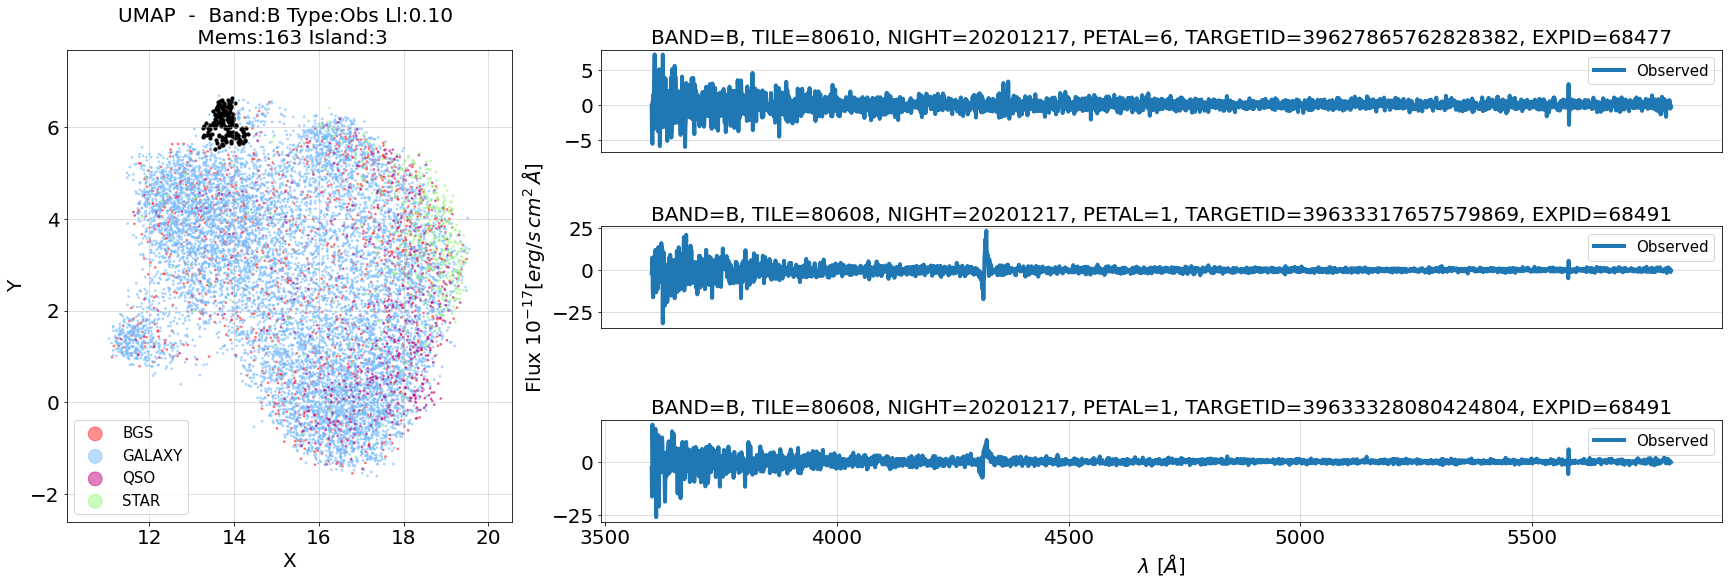 UMAP - Band:B Type:Obs Ll:0.10
Mems:163 Island:3
Y
6
4
2
0
−2
12
14
16
18
20
X
BGS
GALAXY
QSO
STAR
Flux 10^{−17}[erg/s cm^2 Å]
BAND=B, TILE=80610, NIGHT=20201217, PETAL=6, TARGETID=39627865762828382, EXPID=68477
5
0
−5
Observed
BAND=B, TILE=80608, NIGHT=20201217, PETAL=1, TARGETID=39633317657579869, EXPID=68491
25
0
−25
Observed
BAND=B, TILE=80608, NIGHT=20201217, PETAL=1, TARGETID=39633328080424804, EXPID=68491
0
−25
Observed
3500
4000
4500
5000
5500
λ [Å]